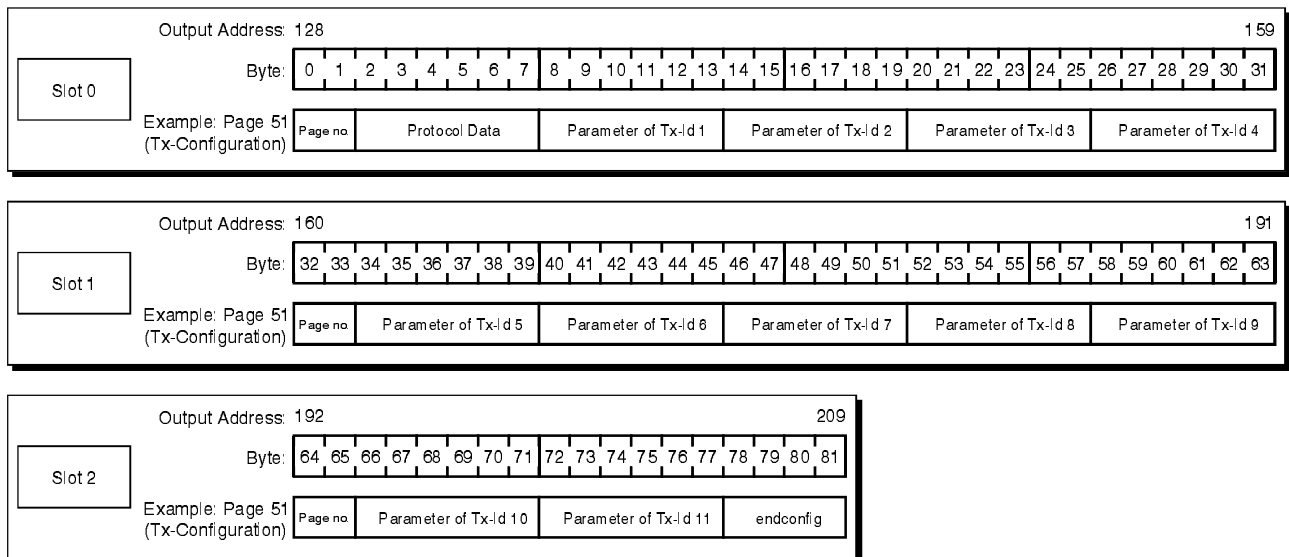 Output Address: 128 159
Byte: 0 1 2 3 4 5 6 7 8 9 10 11 12 13 14 15 16 17 18 19 20 21 22 23 24 25 26 27 28 29 30 31
Slot 0
Example: Page 51
(Tx-Configuration)
Page no. Protocol Data Parameter of Tx-Id 1 Parameter of Tx-Id 2 Parameter of Tx-Id 3 Parameter of Tx-Id 4
Output Address: 160 191
Byte: 32 33 34 35 36 37 38 39 40 41 42 43 44 45 46 47 48 49 50 51 52 53 54 55 56 57 58 59 60 61 62 63
Slot 1
Example: Page 51
(Tx-Configuration)
Page no. Parameter of Tx-Id 5 Parameter of Tx-Id 6 Parameter of Tx-Id 7 Parameter of Tx-Id 8 Parameter of Tx-Id 9
Output Address: 192 209
Byte: 64 65 66 67 68 69 70 71 72 73 74 75 76 77 78 79 80 81
Slot 2
Example: Page 51
(Tx-Configuration)
Page no. Parameter of Tx-Id 10 Parameter of Tx-Id 11 endconfig